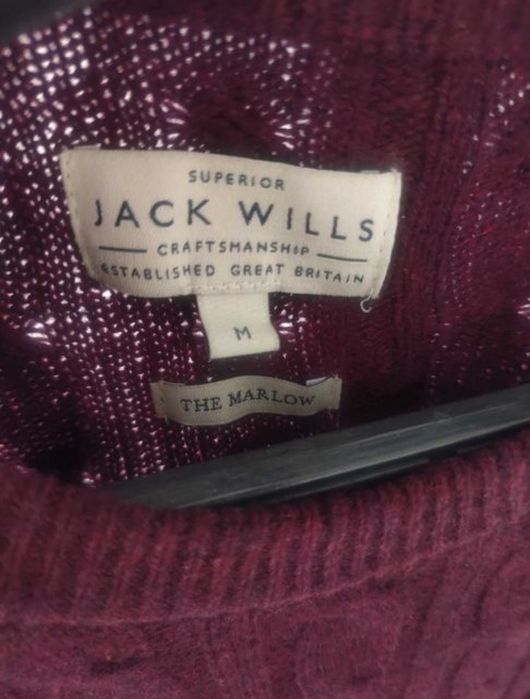 SUPERIOR
JACK WILLS
CRAFTSMANSHIP
ESTABLISHED GREAT BRITAIN
M
THE MARLOW